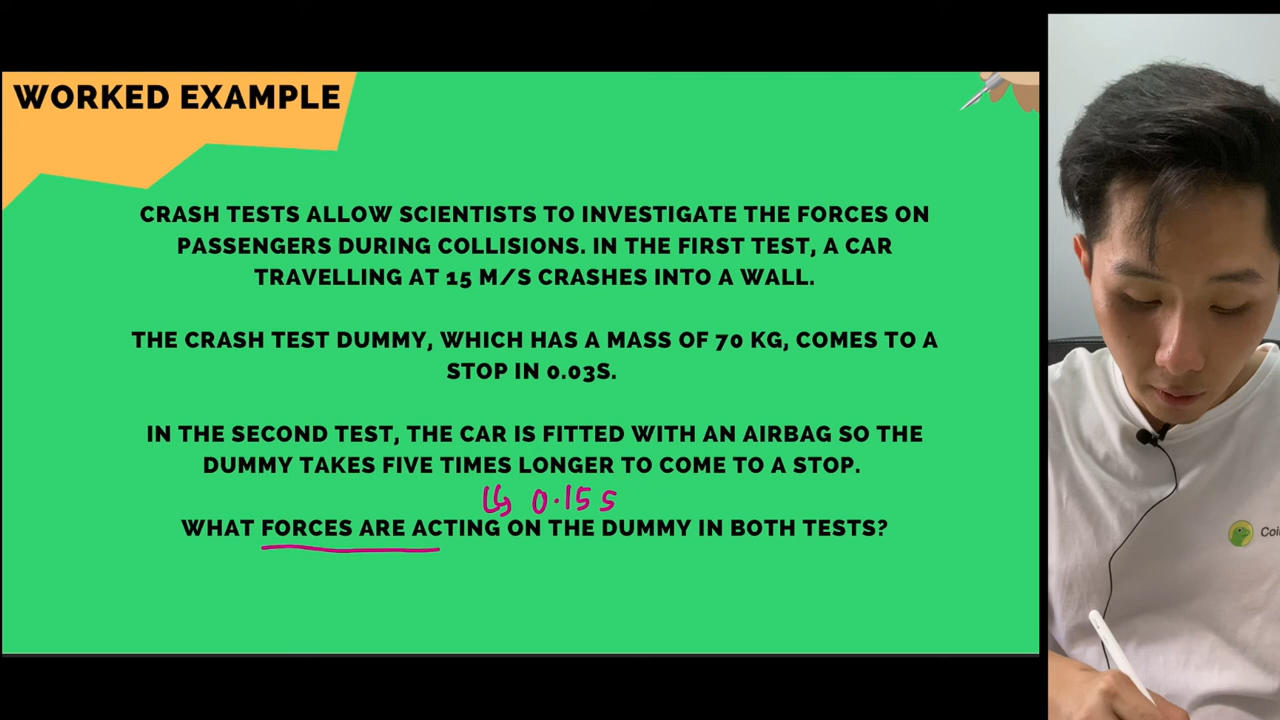 WORKED EXAMPLE
CRASH TESTS ALLOW SCIENTISTS TO INVESTIGATE THE FORCES ON
PASSENGERS DURING COLLISIONS. IN THE FIRST TEST, A CAR
TRAVELLING AT 15 M/S CRASHES INTO A WALL.
THE CRASH TEST DUMMY, WHICH HAS A MASS OF 70 KG, COMES TO A
STOP IN 0.03S.
IN THE SECOND TEST, THE CAR IS FITTED WITH AN AIRBAG SO THE
DUMMY TAKES FIVE TIMES LONGER TO COME TO A STOP.
↳ 0.15 s
WHAT FORCES ARE ACTING ON THE DUMMY IN BOTH TESTS?